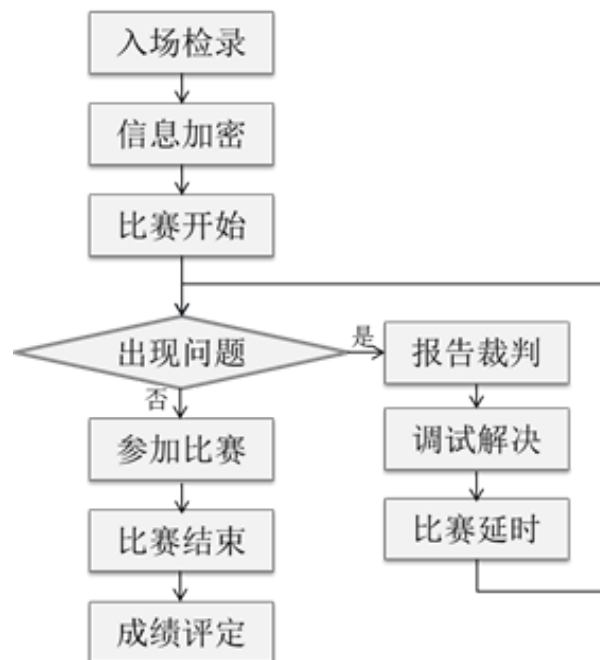 入场检录
信息加密
比赛开始
出现问题
是
报告裁判
否
调试解决
参加比赛
比赛延时
比赛结束
成绩评定